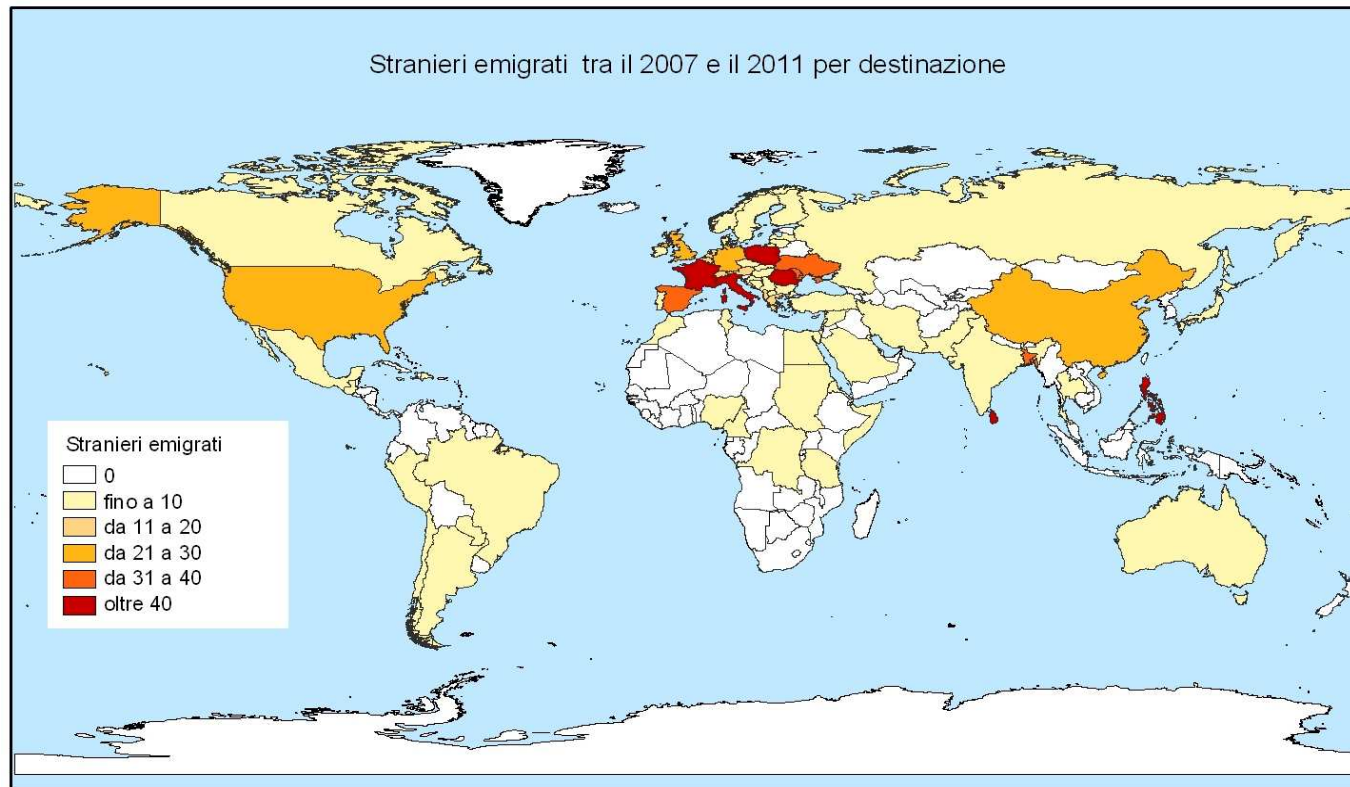 Stranieri emigrati tra il 2007 e il 2011 per destinazione
Stranieri emigrati
0
fino a 10
da 11 a 20
da 21 a 30
da 31 a 40
oltre 40